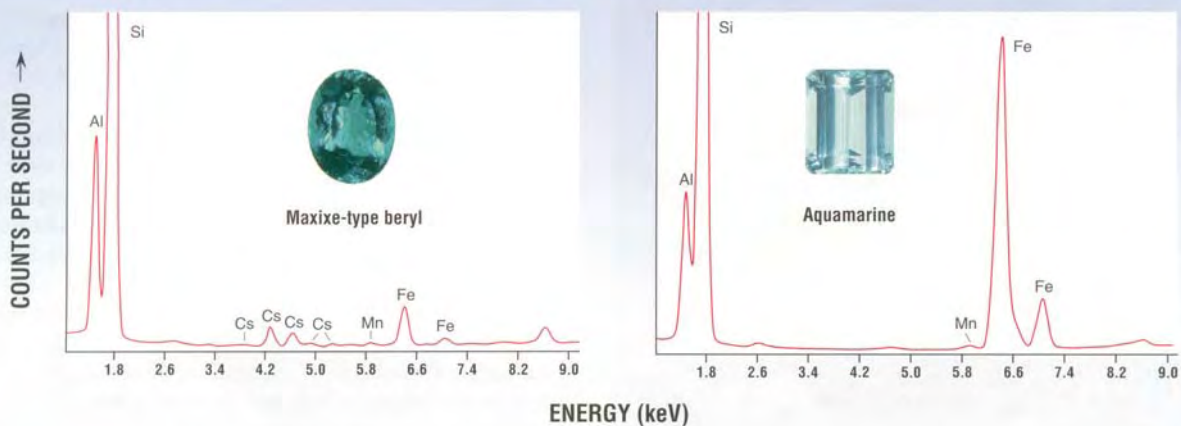 COUNTS PER SECOND →
Si
Al
Maxixe-type beryl
Cs
Cs
Cs
Cs
Mn
Fe
Fe
1.8 2.6 3.4 4.2 5.0 5.8 6.6 7.4 8.2 9.0
Si
Al
Aquamarine
Mn
Fe
Fe
1.8 2.6 3.4 4.2 5.0 5.8 6.6 7.4 8.2 9.0
ENERGY (keV)